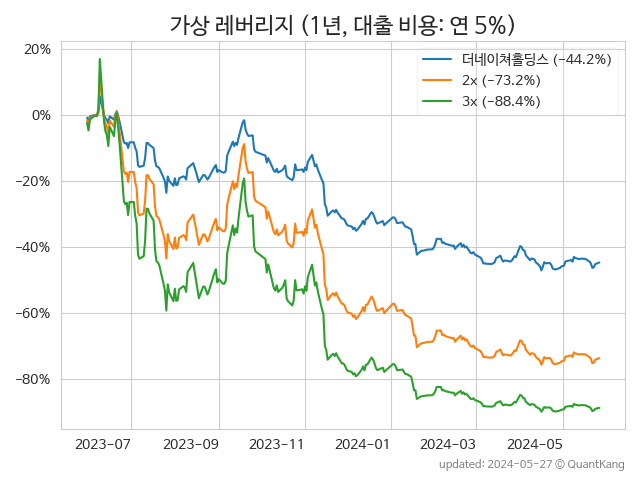 가상 레버리지 (1년, 대출 비용: 연 5%)
더네이쳐홀딩스 (−44.2%)
2x (−73.2%)
3x (−88.4%)
20%
0%
−20%
−40%
−60%
−80%
2023-07 2023-09 2023-11 2024-01 2024-03 2024-05
updated: 2024-05-27 © QuantKang